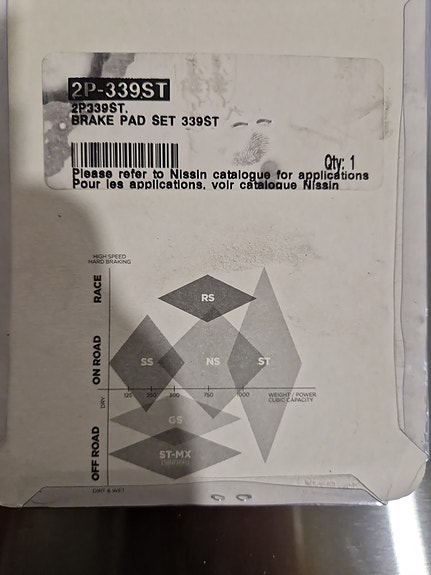 2P-339ST
2P339ST.
BRAKE PAD SET 339ST
Qty: 1
Please refer to Nissin catalogue for applications
Pour les applications, voir catalogue Nissin
HIGH SPEED
HARD BRAKING
RACE
RS
ON ROAD
SS
NS
ST
DRY
125
250
500
750
1000
WEIGHT / POWER
CUBIC CAPACITY
OFF ROAD
GS
ST-MX
DIRT & WET